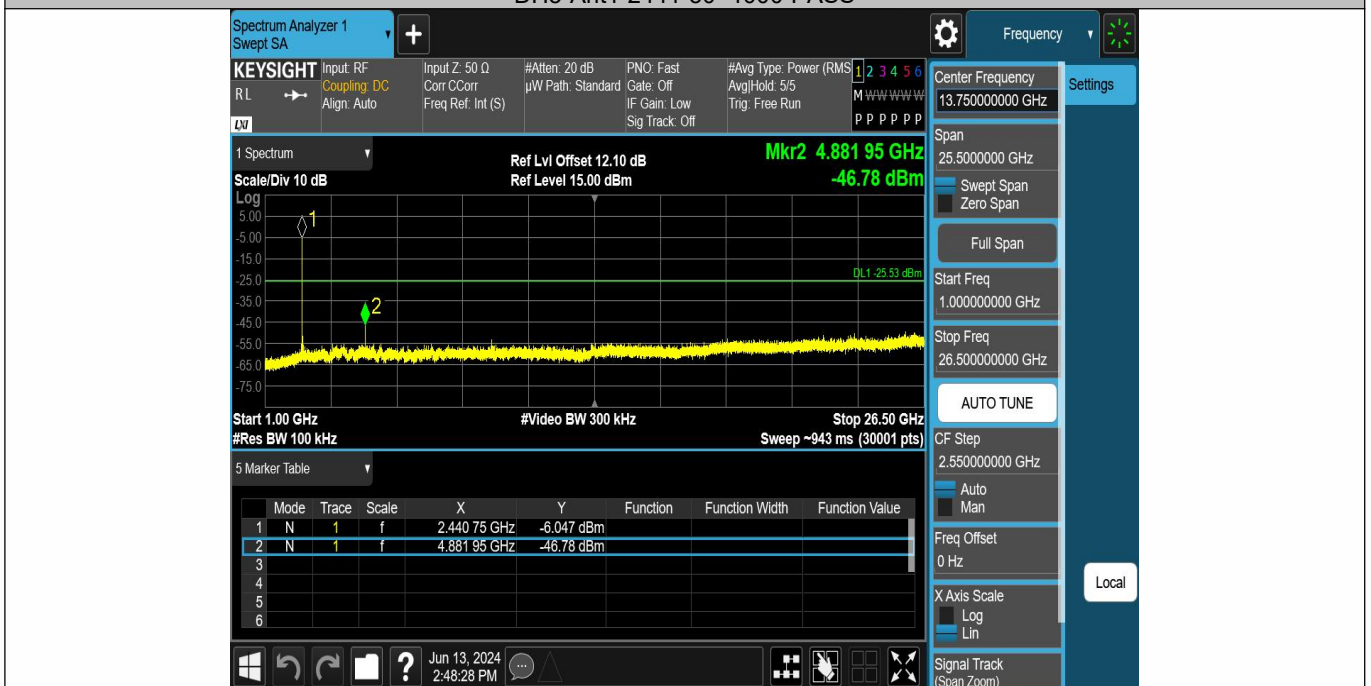 Spectrum Analyzer 1
Swept SA
+
Frequency
KEYSIGHT
RL
LXI
Input: RF
Coupling: DC
Align: Auto
Input Z: 50 Ω
Corr CCorr
Freq Ref: Int (S)
#Atten: 20 dB
µW Path: Standard
PNO: Fast
Gate: Off
IF Gain: Low
Sig Track: Off
#Avg Type: Power (RMS
Avg|Hold: 5/5
Trig: Free Run
1 2 3 4 5 6
M W W W W W
P P P P P P
1 Spectrum
Scale/Div 10 dB
Ref Lvl Offset 12.10 dB
Ref Level 15.00 dBm
Mkr2 4.881 95 GHz
-46.78 dBm
Log
5.00
-5.00
-15.0
-25.0
-35.0
-45.0
-55.0
-65.0
-75.0
1
2
DL1 -25.53 dBm
Start 1.00 GHz
#Video BW 300 kHz
Stop 26.50 GHz
#Res BW 100 kHz
Sweep ~943 ms (30001 pts)
5 Marker Table
Mode Trace Scale X Y Function Function Width Function Value
1 N 1 f 2.440 75 GHz -6.047 dBm
2 N 1 f 4.881 95 GHz -46.78 dBm
3
4
5
6
?
Jun 13, 2024
2:48:28 PM
Center Frequency
13.750000000 GHz
Settings
Span
25.5000000 GHz
Swept Span
Zero Span
Full Span
Start Freq
1.000000000 GHz
Stop Freq
26.500000000 GHz
AUTO TUNE
CF Step
2.550000000 GHz
Auto
Man
Freq Offset
0 Hz
X Axis Scale
Log
Lin
Local
Signal Track
(Span Zoom)